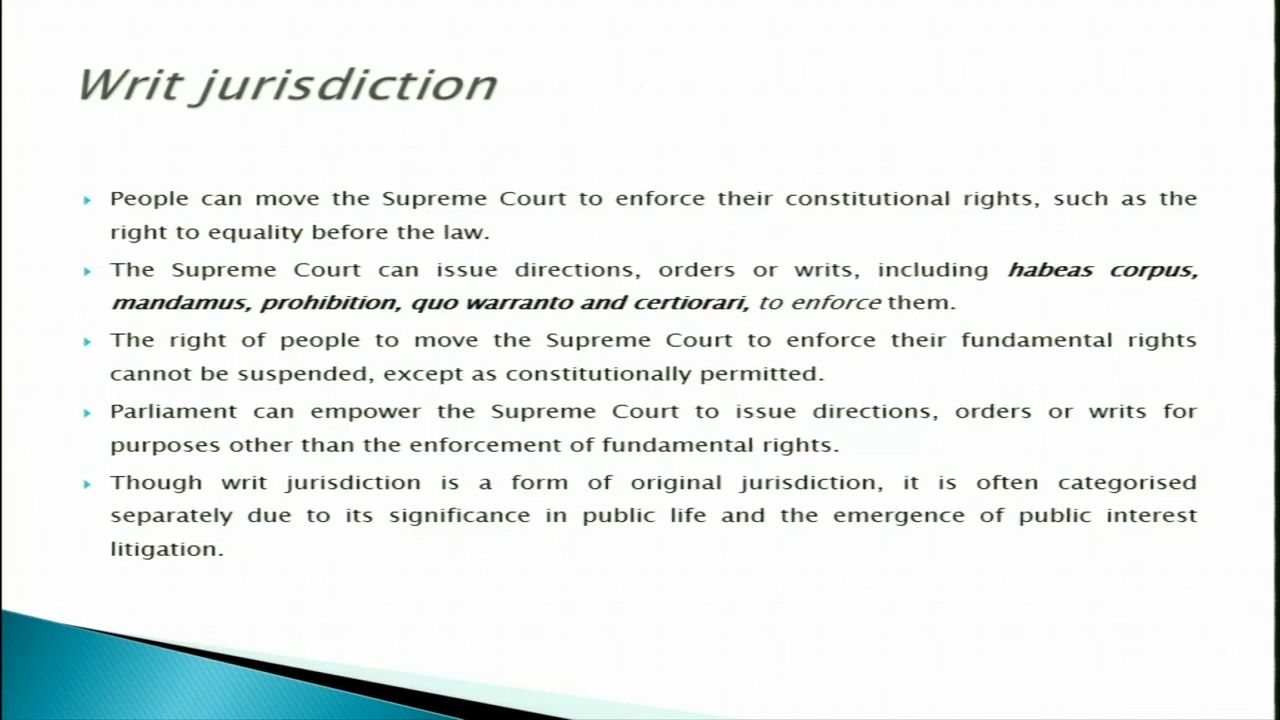 Writ jurisdiction
People can move the Supreme Court to enforce their constitutional rights, such as the
right to equality before the law.
The Supreme Court can issue directions, orders or writs, including habeas corpus,
mandamus, prohibition, quo warranto and certiorari, to enforce them.
The right of people to move the Supreme Court to enforce their fundamental rights
cannot be suspended, except as constitutionally permitted.
Parliament can empower the Supreme Court to issue directions, orders or writs for
purposes other than the enforcement of fundamental rights.
Though writ jurisdiction is a form of original jurisdiction, it is often categorised
separately due to its significance in public life and the emergence of public interest
litigation.